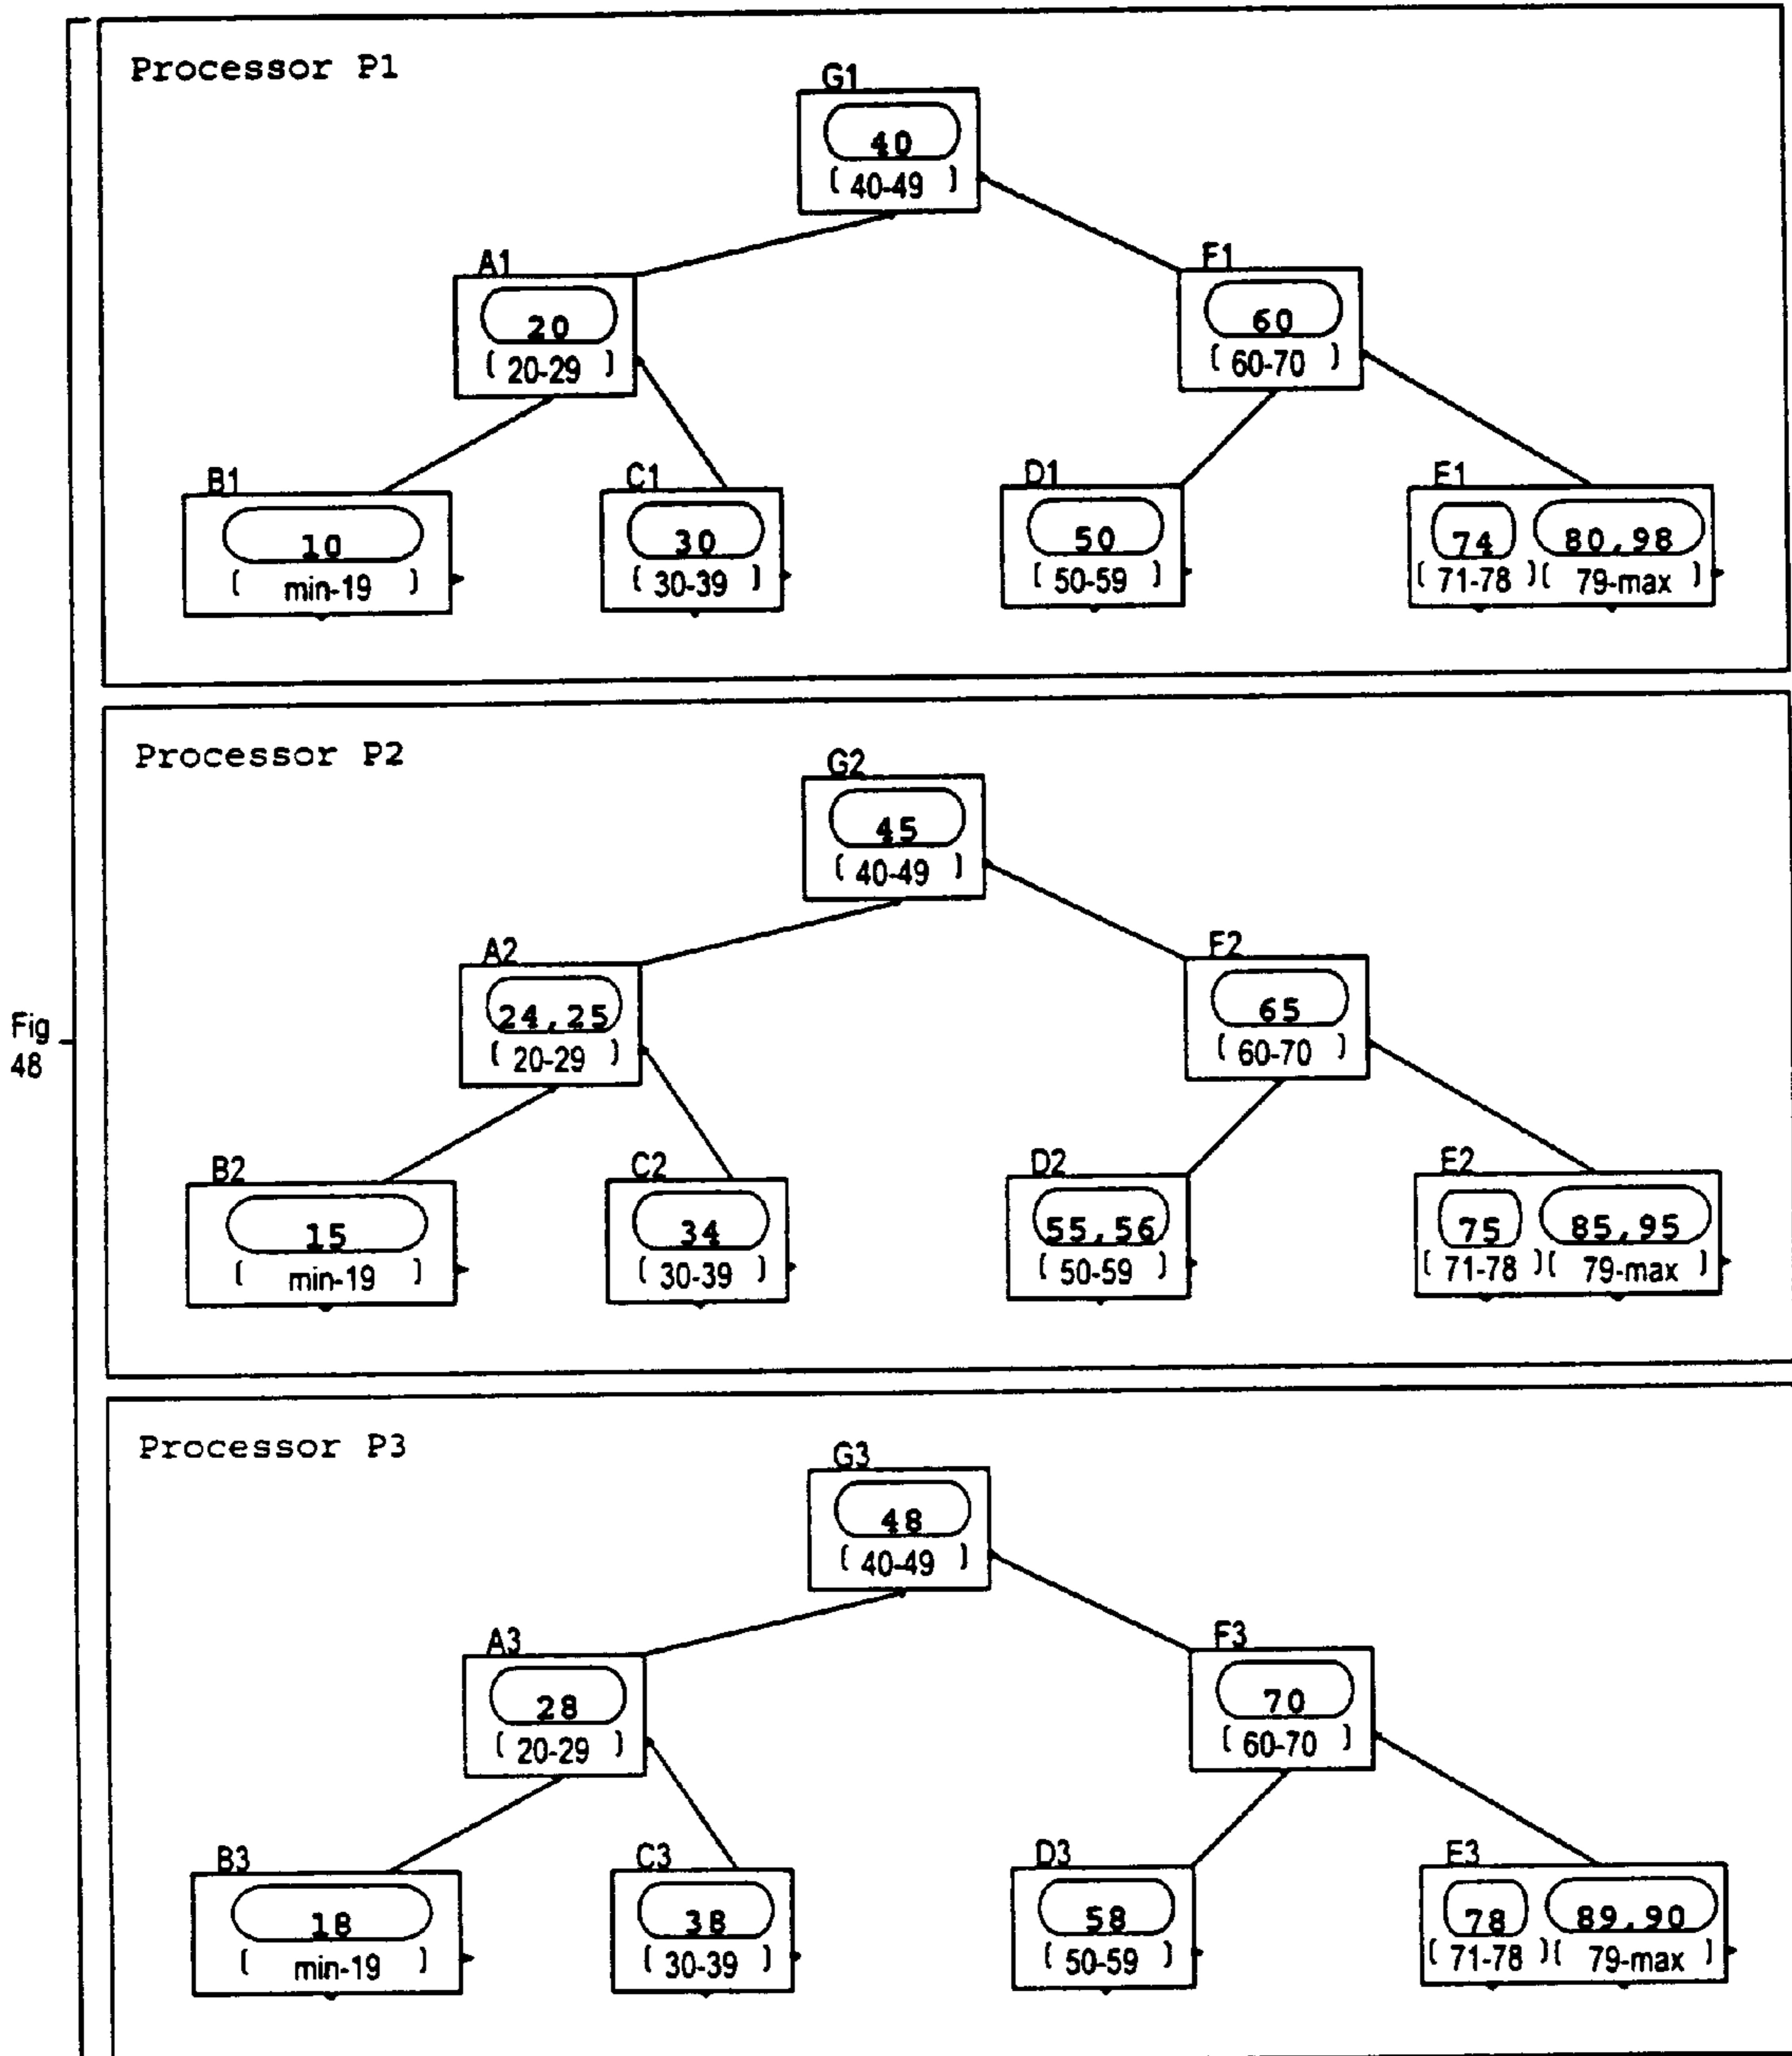 Processor P1
G1
40
( 40-49 )
A1
20
( 20-29 )
F1
60
( 60-70 )
B1
10
( min-19 )
C1
30
( 30-39 )
D1
50
( 50-59 )
E1
74 80,98
( 71-78 )( 79-max )
Processor P2
G2
45
( 40-49 )
A2
24,25
( 20-29 )
F2
65
( 60-70 )
Fig
48
B2
15
( min-19 )
C2
34
( 30-39 )
D2
55,56
( 50-59 )
E2
75 85,95
( 71-78 )( 79-max )
Processor P3
G3
48
( 40-49 )
A3
28
( 20-29 )
F3
70
( 60-70 )
B3
18
( min-19 )
C3
38
( 30-39 )
D3
58
( 50-59 )
E3
78 89,90
( 71-78 )( 79-max )